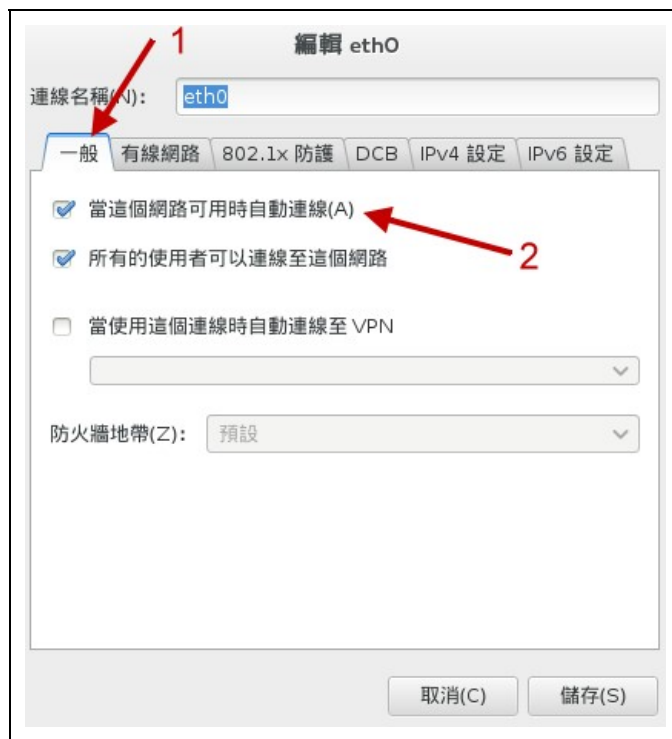 1
編輯 eth0
連線名稱(N): eth0
一般 有線網路 802.1x 防護 DCB IPv4 設定 IPv6 設定
當這個網路可用時自動連線(A)
2
所有的使用者可以連線至這個網路
當使用這個連線時自動連線至 VPN
防火牆地帶(Z): 預設
取消(C) 儲存(S)